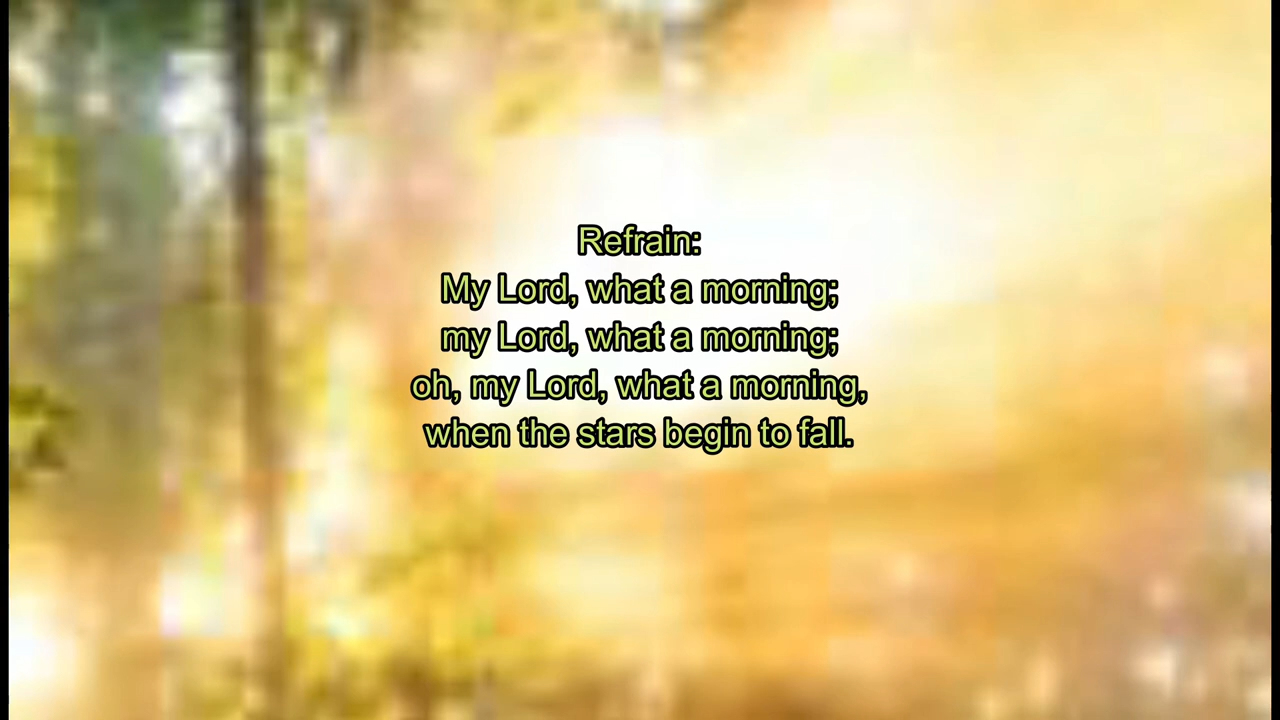 Refrain:
My Lord, what a morning;
my Lord, what a morning;
oh, my Lord, what a morning,
when the stars begin to fall.